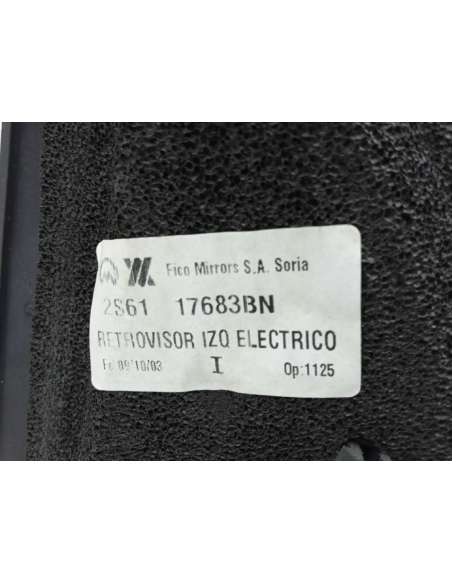 Fico Mirrors S.A. Soria
2S61 17683BN
RETROVISOR IZQ ELECTRICO
Fe 09/10/03 I Op:1125